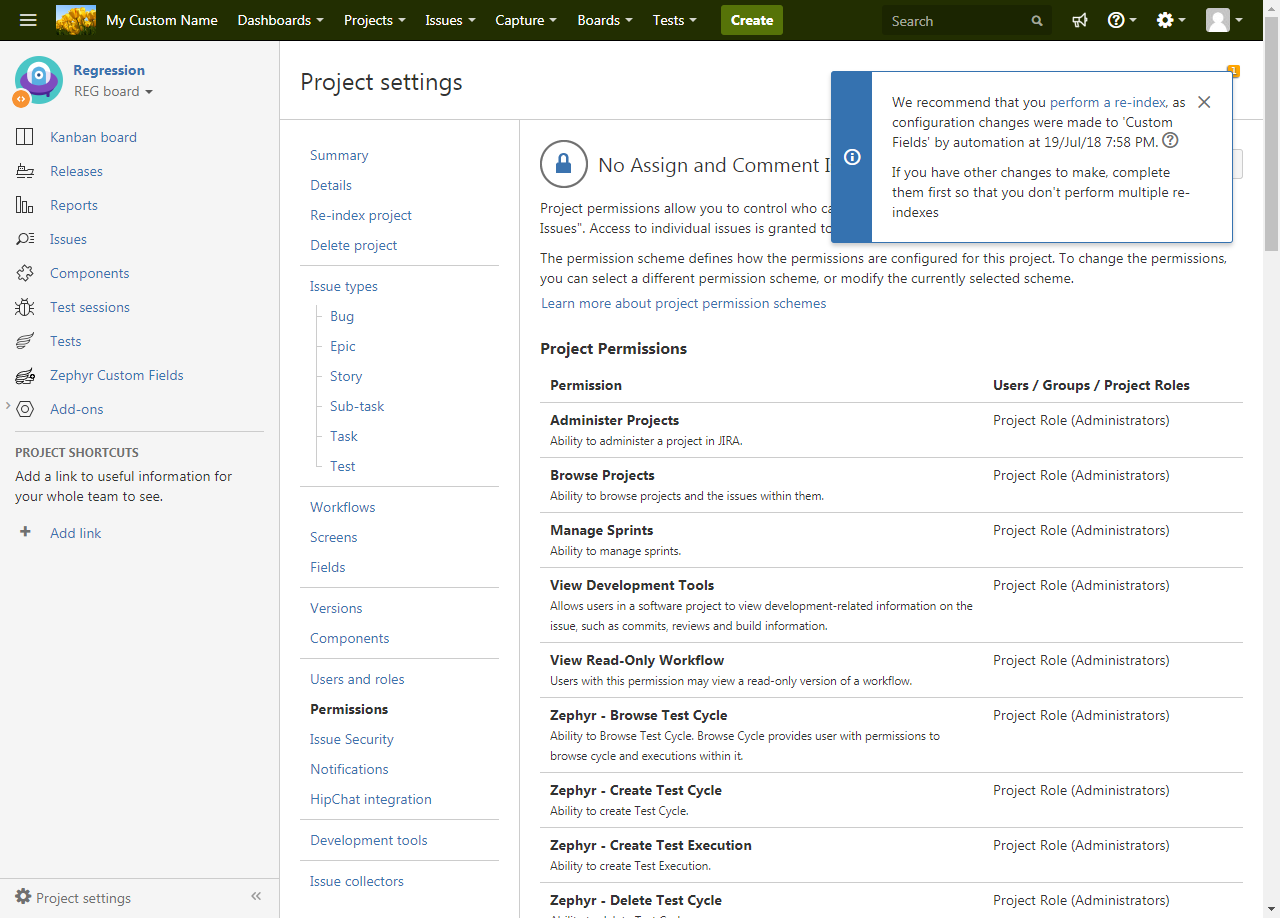 My Custom Name Dashboards Projects Issues Capture Boards Tests Create Search
Regression
REG board
Kanban board
Releases
Reports
Issues
Components
Test sessions
Tests
Zephyr Custom Fields
Add-ons
PROJECT SHORTCUTS
Add a link to useful information for
your whole team to see.
Add link
Project settings
Project settings
Summary
Details
Re-index project
Delete project
Issue types
Bug
Epic
Story
Sub-task
Task
Test
Workflows
Screens
Fields
Versions
Components
Users and roles
Permissions
Issue Security
Notifications
HipChat integration
Development tools
Issue collectors
1
We recommend that you perform a re-index, as
configuration changes were made to 'Custom
Fields' by automation at 19/Jul/18 7:58 PM.
If you have other changes to make, complete
them first so that you don't perform multiple re-
indexes
No Assign and Comment
Project permissions allow you to control who
Issues". Access to individual issues is granted
The permission scheme defines how the permissions are configured for this project. To change the permissions,
you can select a different permission scheme, or modify the currently selected scheme.
Learn more about project permission schemes
Project Permissions
Permission Users / Groups / Project Roles
Administer Projects Project Role (Administrators)
Ability to administer a project in JIRA.
Browse Projects Project Role (Administrators)
Ability to browse projects and the issues within them.
Manage Sprints Project Role (Administrators)
Ability to manage sprints.
View Development Tools Project Role (Administrators)
Allows users in a software project to view development-related information on the
issue, such as commits, reviews and build information.
View Read-Only Workflow Project Role (Administrators)
Users with this permission may view a read-only version of a workflow.
Zephyr - Browse Test Cycle Project Role (Administrators)
Ability to Browse Test Cycle. Browse Cycle provides user with permissions to
browse cycle and executions within it.
Zephyr - Create Test Cycle Project Role (Administrators)
Ability to create Test Cycle.
Zephyr - Create Test Execution Project Role (Administrators)
Ability to create Test Execution.
Zephyr - Delete Test Cycle Project Role (Administrators)